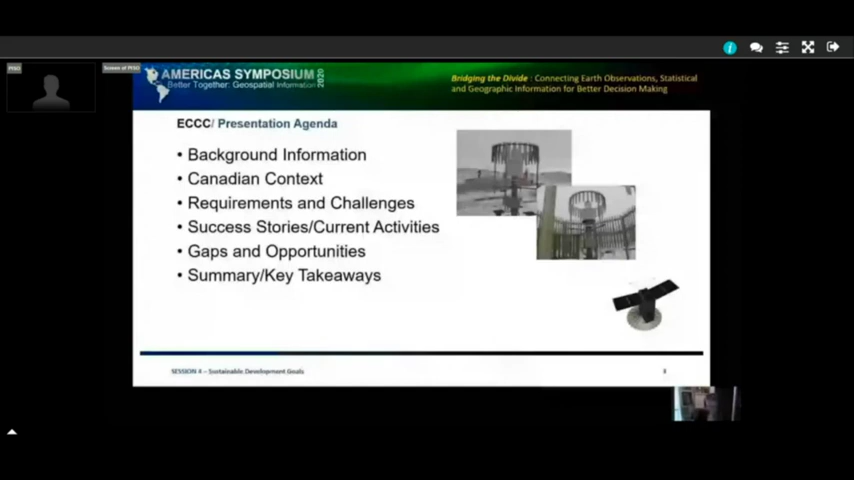 AMERICAS SYMPOSIUM 2020
Better Together: Geospatial Information
Bridging the Divide : Connecting Earth Observations, Statistical
and Geographic Information for Better Decision Making
ECCC/ Presentation Agenda
• Background Information
• Canadian Context
• Requirements and Challenges
• Success Stories/Current Activities
• Gaps and Opportunities
• Summary/Key Takeaways
SESSION 4 – Sustainable Development Goals